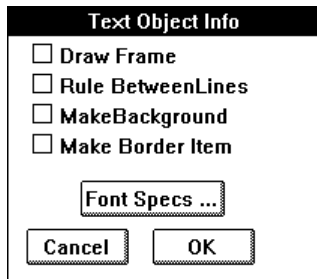 Text Object Info
Draw Frame
Rule BetweenLines
MakeBackground
Make Border Item
Font Specs ...
Cancel OK